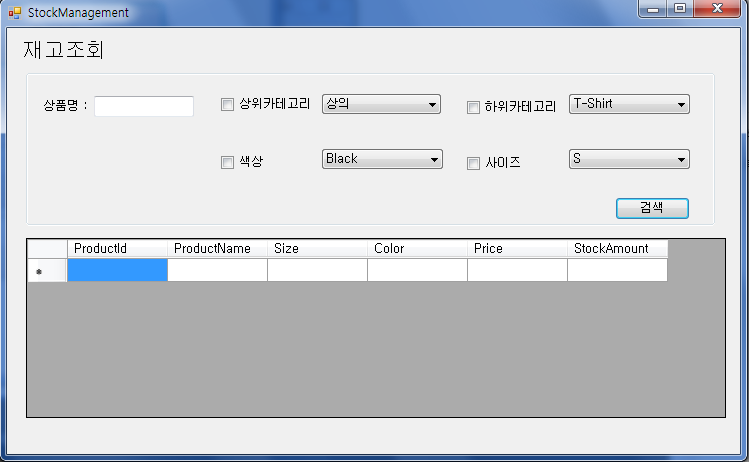 StockManagement
재고조회
상품명 : 상위카테고리 상의 하위카테고리 T-Shirt
색상 Black 사이즈 S
검색
ProductId ProductName Size Color Price StockAmount